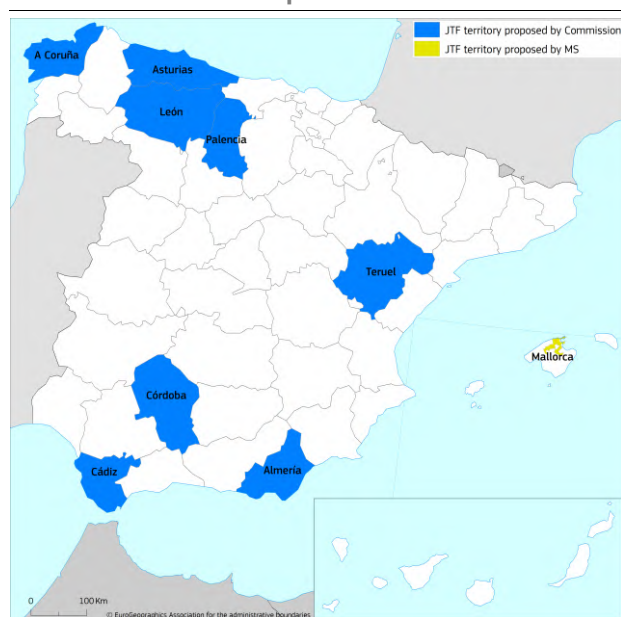 JTF territory proposed by Commission
JTF territory proposed by MS
A Coruña
Asturias
León
Palencia
Teruel
Mallorca
Córdoba
Cádiz
Almería
0 100 Km
© EuroGeographics Association for the administrative boundaries